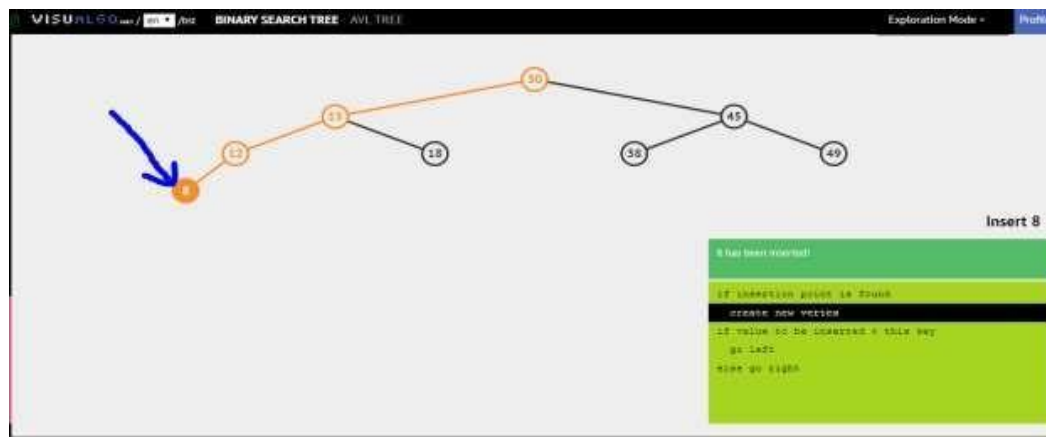 VISUALGO.net / en /bst BINARY SEARCH TREE AVL TREE Exploration Mode
45
12
18
38
49
8
Insert 8
8 has been inserted!
if insertion point is found
create new vertex
if value to be inserted < this key
go left
else go right